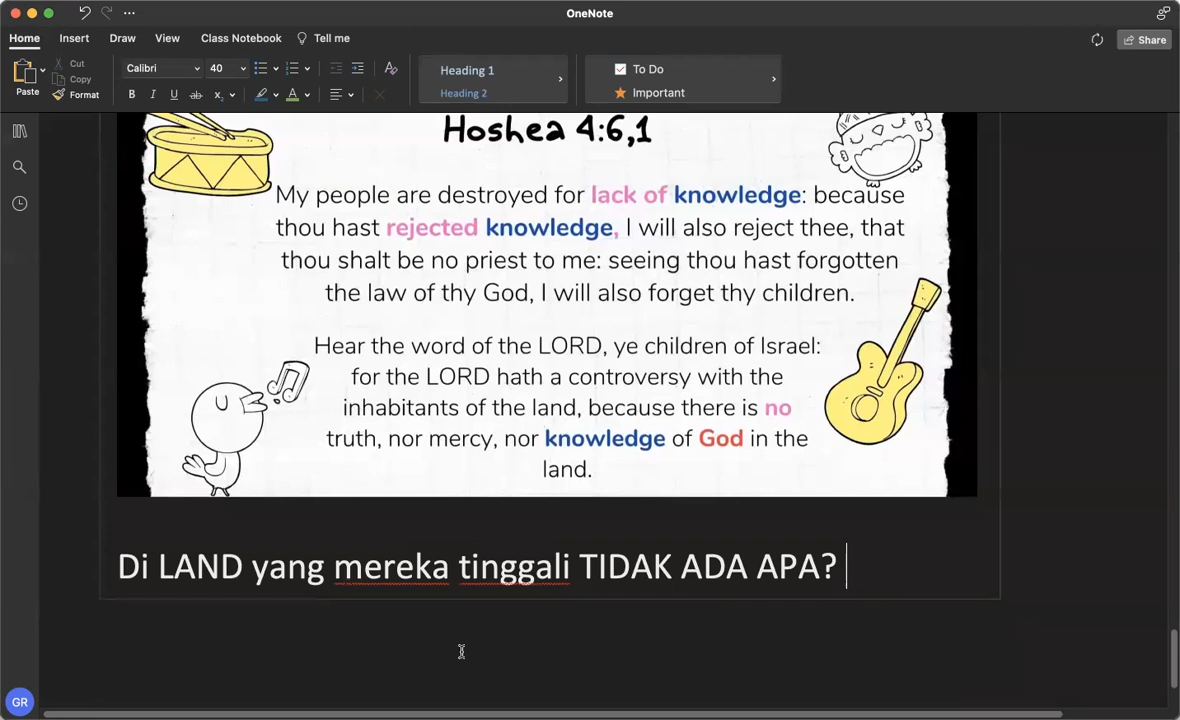 OneNote
Home Insert Draw View Class Notebook Tell me
Share
Paste
Cut
Copy
Format
Calibri
40
Heading 1
Heading 2
To Do
Important
Hoshea 4:6,1
My people are destroyed for lack of knowledge: because
thou hast rejected knowledge, I will also reject thee, that
thou shalt be no priest to me: seeing thou hast forgotten
the law of thy God, I will also forget thy children.
Hear the word of the LORD, ye children of Israel:
for the LORD hath a controversy with the
inhabitants of the land, because there is no
truth, nor mercy, nor knowledge of God in the
land.
Di LAND yang mereka tinggali TIDAK ADA APA?
GR